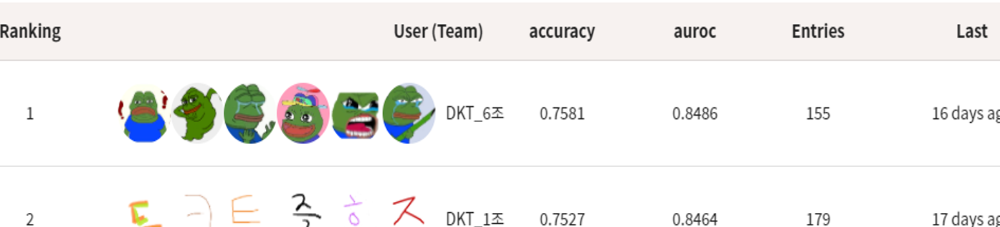 Ranking User (Team) accuracy auroc Entries Last
1 DKT_6조 0.7581 0.8486 155 16 days ag
2 DKT_1조 0.7527 0.8464 179 17 days ag